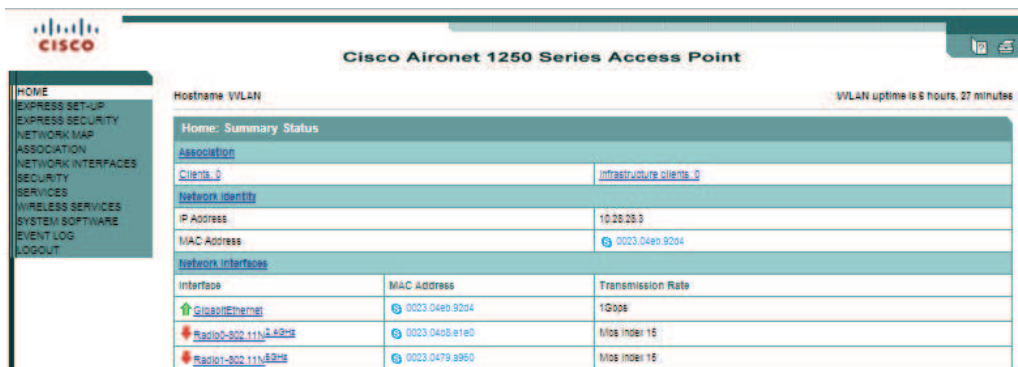 CISCO
Cisco Aironet 1250 Series Access Point
HOME
EXPRESS SET-UP
EXPRESS SECURITY
NETWORK MAP
ASSOCIATION
NETWORK INTERFACES
SECURITY
SERVICES
WIRELESS SERVICES
SYSTEM SOFTWARE
EVENT LOG
LOGOUT
Hostname WLAN
WLAN uptime is 6 hours, 27 minutes
Home: Summary Status
Association
Clients: 0
Infrastructure clients: 0
Network Identity
IP Address
10.28.28.3
MAC Address
0023.04eb.92d4
Network Interfaces
Interface
MAC Address
Transmission Rate
GigabitEthernet
0023.04eb.92d4
1Gbps
Radio0-802.11N2.4GHz
0023.04c8.e1e0
Mcs Index 15
Radio1-802.11N5GHz
0023.0479.a960
Mcs Index 15